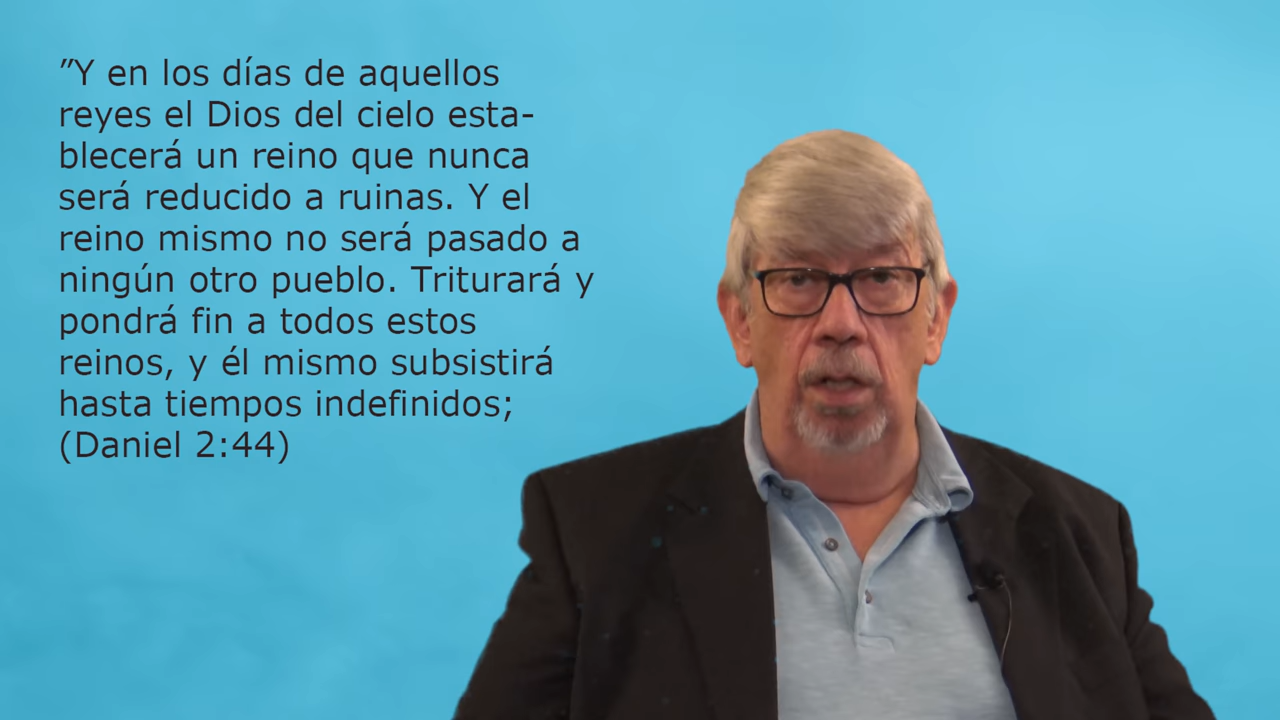 ”Y en los días de aquellos
reyes el Dios del cielo esta-
blecerá un reino que nunca
será reducido a ruinas. Y el
reino mismo no será pasado a
ningún otro pueblo. Triturará y
pondrá fin a todos estos
reinos, y él mismo subsistirá
hasta tiempos indefinidos;
(Daniel 2:44)